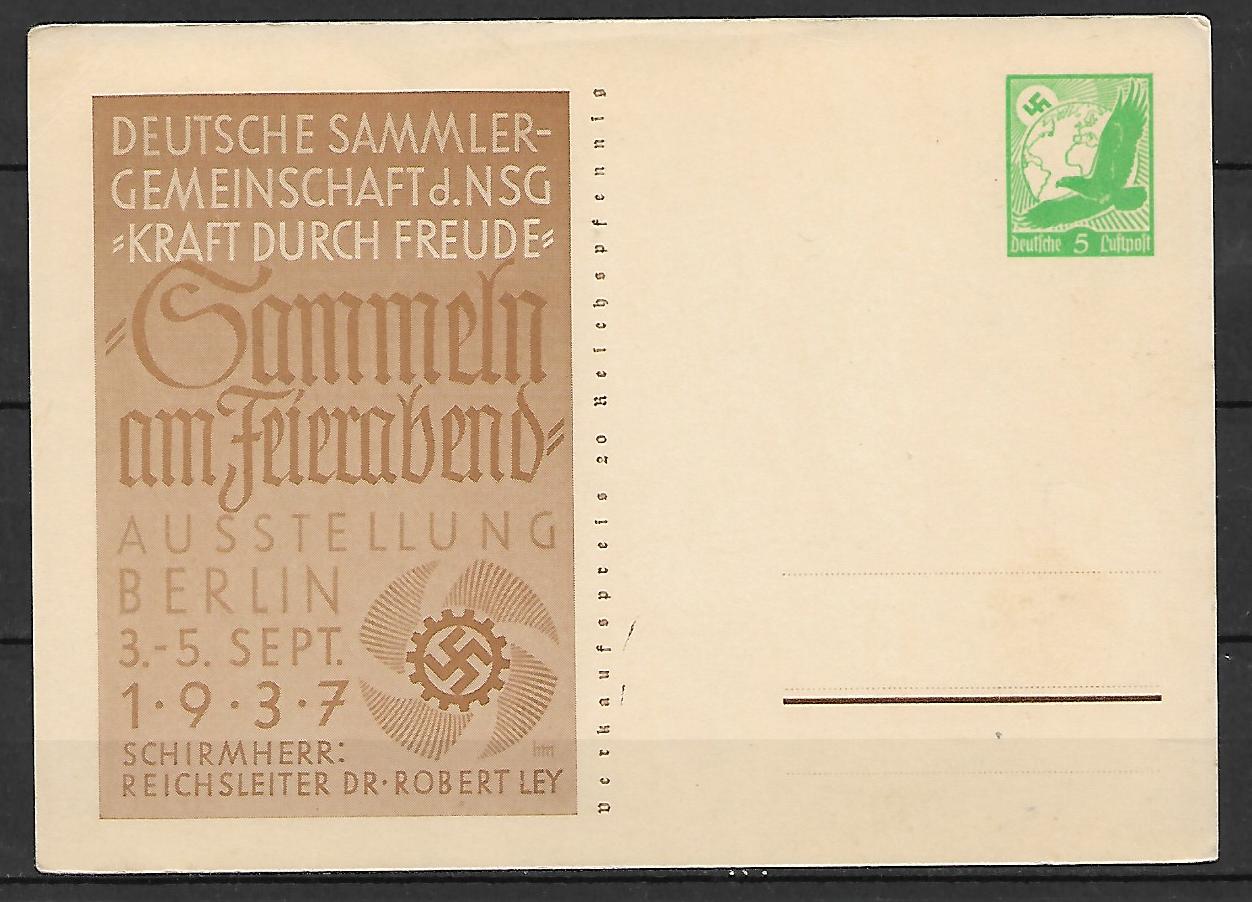 DEUTSCHE SAMMLER-
GEMEINSCHAFT d. NSG
"KRAFT DURCH FREUDE"
"Sammeln
am Feierabend"
AUSSTELLUNG
BERLIN
3.-5. SEPT.
1·9·3·7
SCHIRMHERR:
REICHSLEITER DR·ROBERT LEY
hm
Verkaufspreis 20 Reichspfennig
Deutsche 5 Luftpost